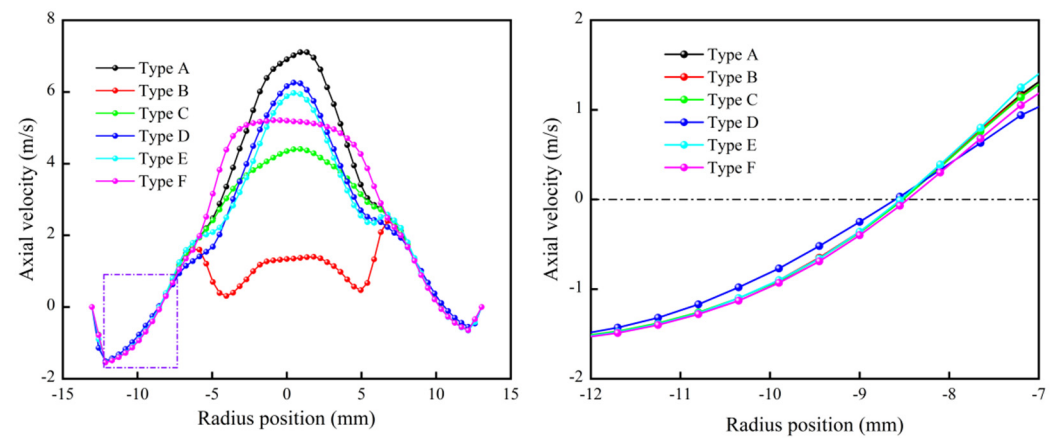 8
6
4
2
0
-2
Axial velocity (m/s)
Type A
Type B
Type C
Type D
Type E
Type F
-15 -10 -5 0 5 10 15
Radius position (mm)
2
1
0
-1
-2
Axial velocity (m/s)
Type A
Type B
Type C
Type D
Type E
Type F
-12 -11 -10 -9 -8 -7
Radius position (mm)